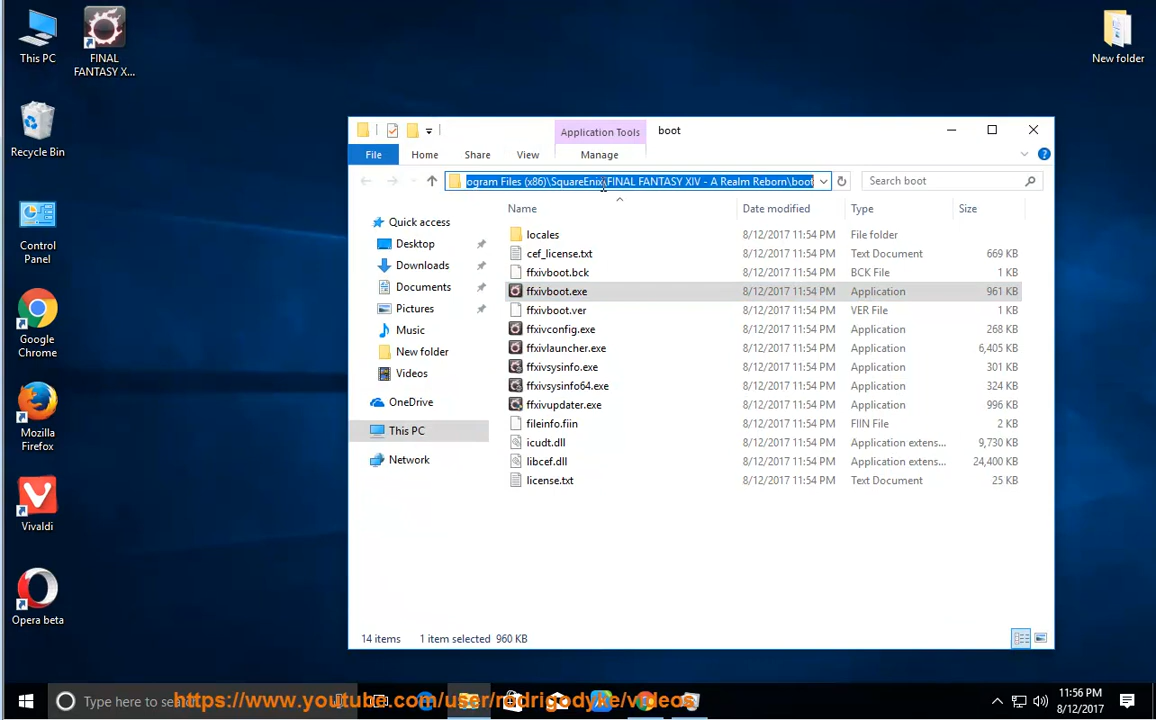 This PC
FINAL
FANTASY X...
New folder
Recycle Bin
Control
Panel
Google
Chrome
Mozilla
Firefox
Vivaldi
Opera beta
Application Tools
boot
File
Home
Share
View
Manage
ogram Files (x86)\SquareEnix\FINAL FANTASY XIV - A Realm Reborn\boot
Search boot
Quick access
Desktop
Downloads
Documents
Pictures
Music
New folder
Videos
OneDrive
This PC
Network
Name Date modified Type Size
locales 8/12/2017 11:54 PM File folder
cef_license.txt 8/12/2017 11:54 PM Text Document 669 KB
ffxivboot.bck 8/12/2017 11:54 PM BCK File 1 KB
ffxivboot.exe 8/12/2017 11:54 PM Application 961 KB
ffxivboot.ver 8/12/2017 11:54 PM VER File 1 KB
ffxivconfig.exe 8/12/2017 11:54 PM Application 268 KB
ffxivlauncher.exe 8/12/2017 11:54 PM Application 6,405 KB
ffxivsysinfo.exe 8/12/2017 11:54 PM Application 301 KB
ffxivsysinfo64.exe 8/12/2017 11:54 PM Application 324 KB
ffxivupdater.exe 8/12/2017 11:54 PM Application 996 KB
fileinfo.fiin 8/12/2017 11:54 PM FIIN File 2 KB
icudt.dll 8/12/2017 11:54 PM Application extens... 9,730 KB
libcef.dll 8/12/2017 11:54 PM Application extens... 24,400 KB
license.txt 8/12/2017 11:54 PM Text Document 25 KB
14 items 1 item selected 960 KB
Type here to search
https://www.youtube.com/user/rodrigodyke/videos
11:56 PM
8/12/2017